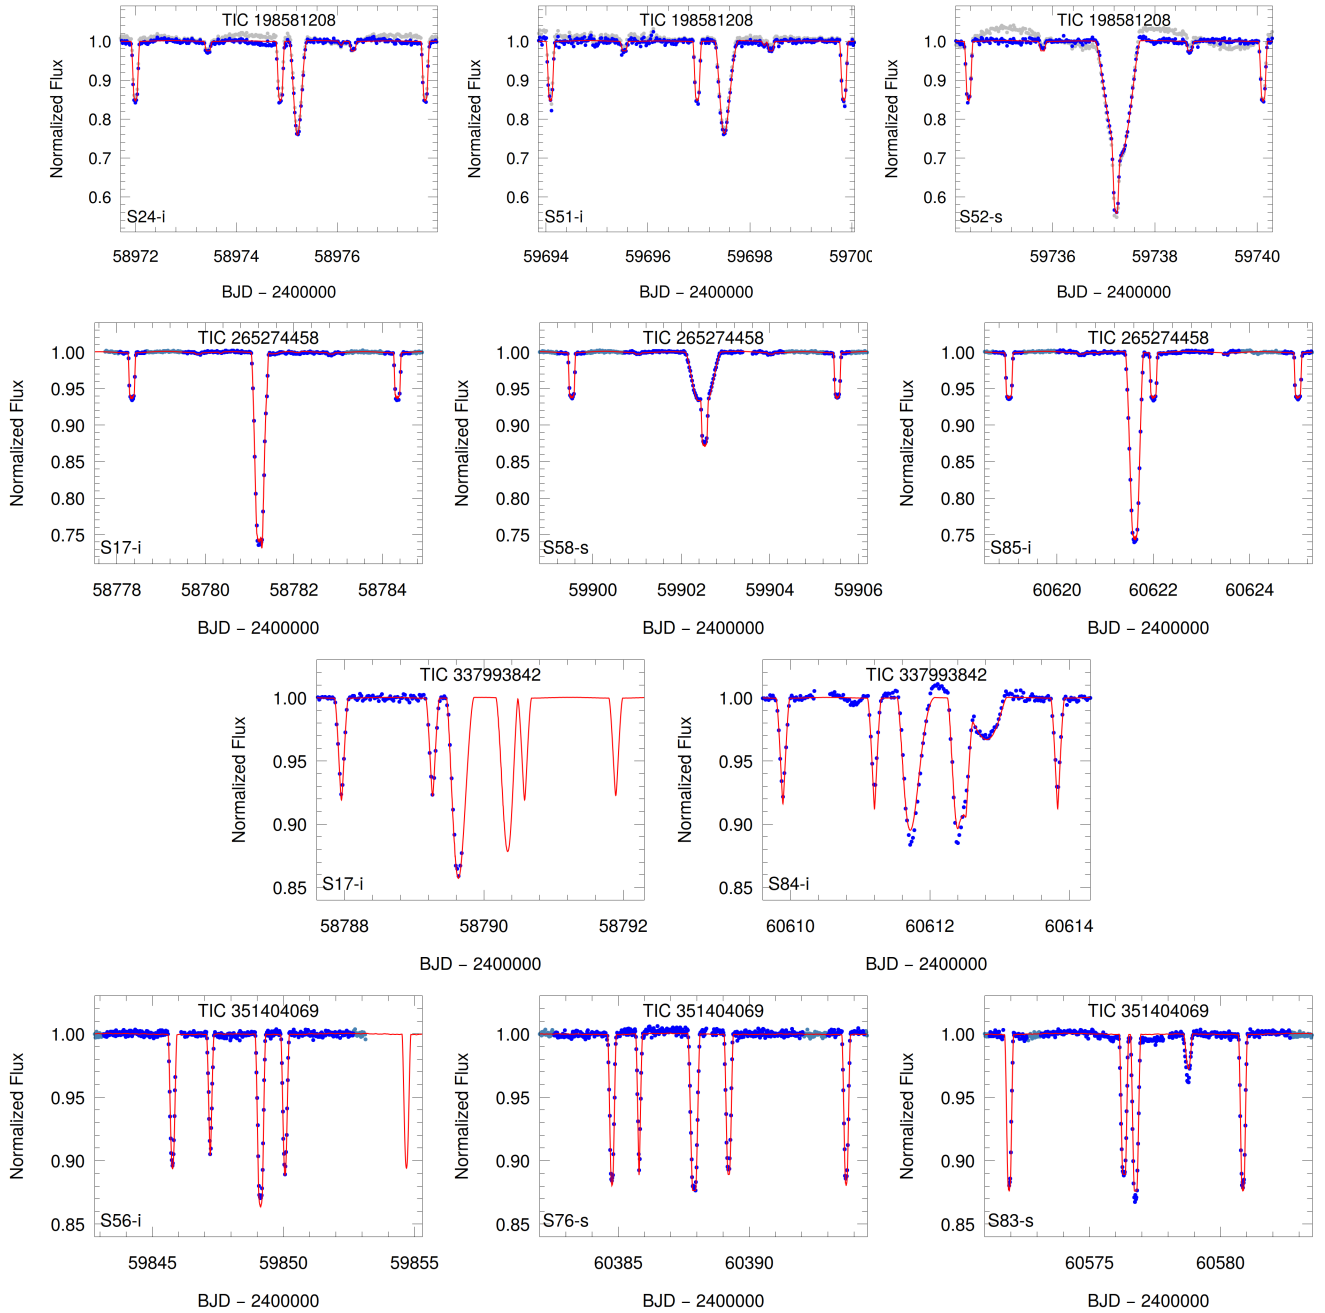 TIC 198581208
Normalized Flux
1.0
0.9
0.8
0.7
0.6
S24-i
58972 58974 58976
BJD − 2400000
TIC 198581208
Normalized Flux
1.0
0.9
0.8
0.7
0.6
S51-i
59694 59696 59698 5970
BJD − 2400000
TIC 198581208
Normalized Flux
1.0
0.9
0.8
0.7
0.6
S52-s
59736 59738 59740
BJD − 2400000
TIC 265274458
Normalized Flux
1.00
0.95
0.90
0.85
0.80
0.75
S17-i
58778 58780 58782 58784
BJD − 2400000
TIC 265274458
Normalized Flux
1.00
0.95
0.90
0.85
0.80
0.75
S58-s
59900 59902 59904 59906
BJD − 2400000
TIC 265274458
Normalized Flux
1.00
0.95
0.90
0.85
0.80
0.75
S85-i
60620 60622 60624
BJD − 2400000
TIC 337993842
Normalized Flux
1.00
0.95
0.90
0.85
S17-i
58788 58790 58792
BJD − 2400000
TIC 337993842
Normalized Flux
1.00
0.95
0.90
0.85
S84-i
60610 60612 60614
BJD − 2400000
TIC 351404069
Normalized Flux
1.00
0.95
0.90
0.85
S56-i
59845 59850 59855
BJD − 2400000
TIC 351404069
Normalized Flux
1.00
0.95
0.90
0.85
S76-s
60385 60390
BJD − 2400000
TIC 351404069
Normalized Flux
1.00
0.95
0.90
0.85
S83-s
60575 60580
BJD − 2400000